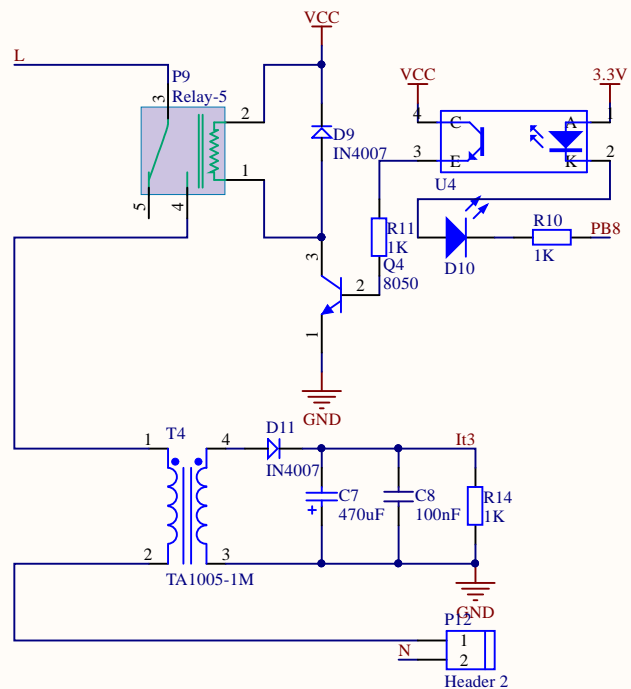 VCC
L
P9
Relay-5
3
2
1
5
4
D9
IN4007
VCC
3.3V
4
C
A
1
3
E
K
2
U4
R11
1K
Q4
8050
D10
R10
1K
PB8
3
2
1
GND
T4
1
4
2
3
TA1005-1M
D11
IN4007
It3
C7
470uF
+
C8
100nF
R14
1K
GND
P12
1
2
N
Header 2